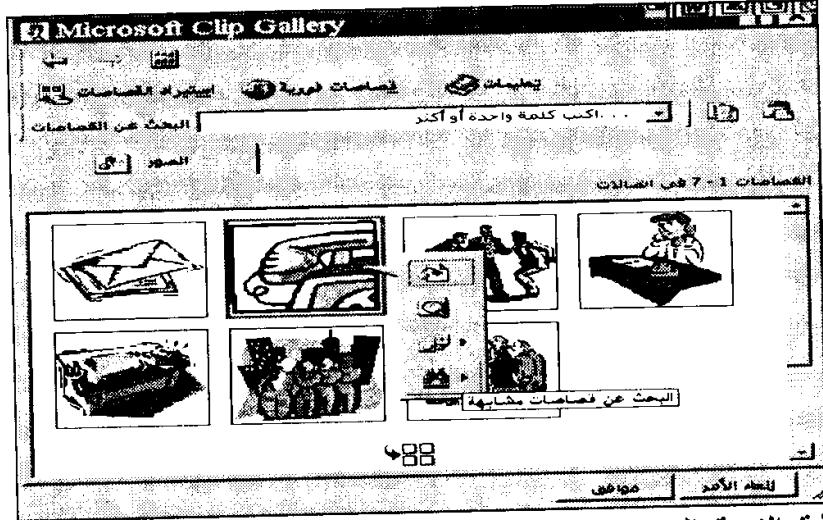 Microsoft Clip Gallery
استيراد القصاصات قصاصات فورية تعليمات
البحث عن القصاصات اكتب كلمة واحدة أو أكثر...
الصور
القصاصات 1 - 7 في اتصالات
البحث عن قصاصات مشابهة
موافق إلغاء الأمر